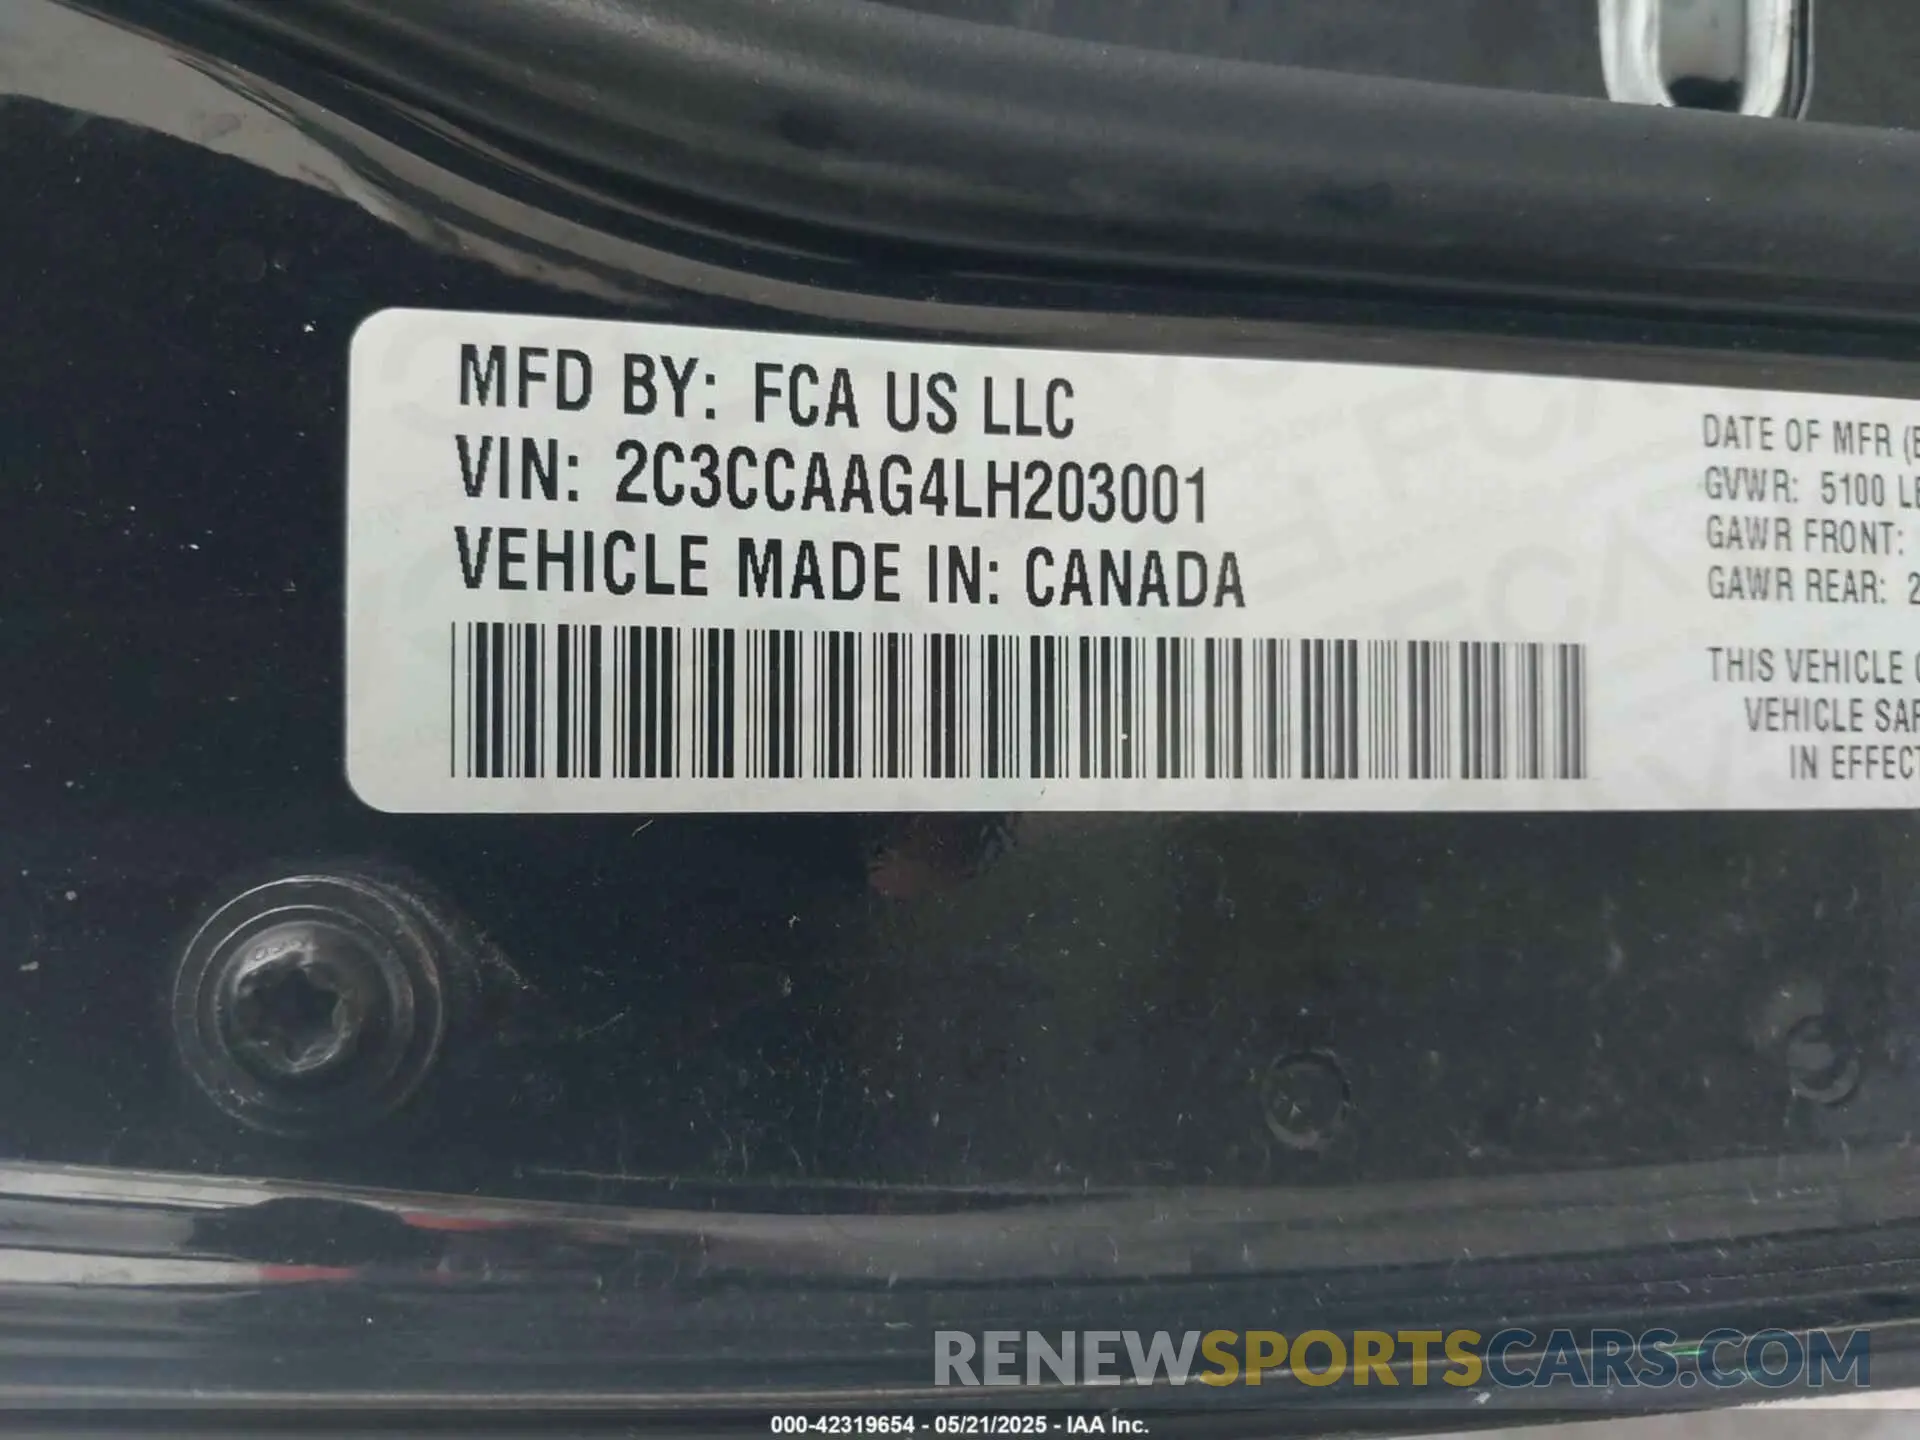 MFD BY: FCA US LLC
VIN: 2C3CCAAG4LH203001
VEHICLE MADE IN: CANADA
DATE OF MFR
GVWR: 5100
GAWR FRONT:
GAWR REAR: 2
THIS VEHICLE
VEHICLE
IN
RENEWSPORTSCARS.COM
000-42319654 - 05/21/2025 - IAA Inc.